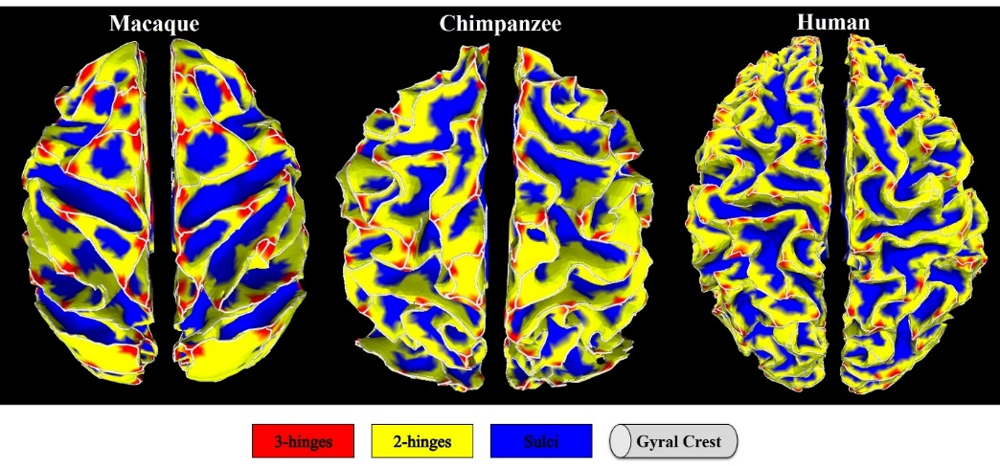 Macaque Chimpanzee Human
3-hinges 2-hinges Sulci Gyral Crest